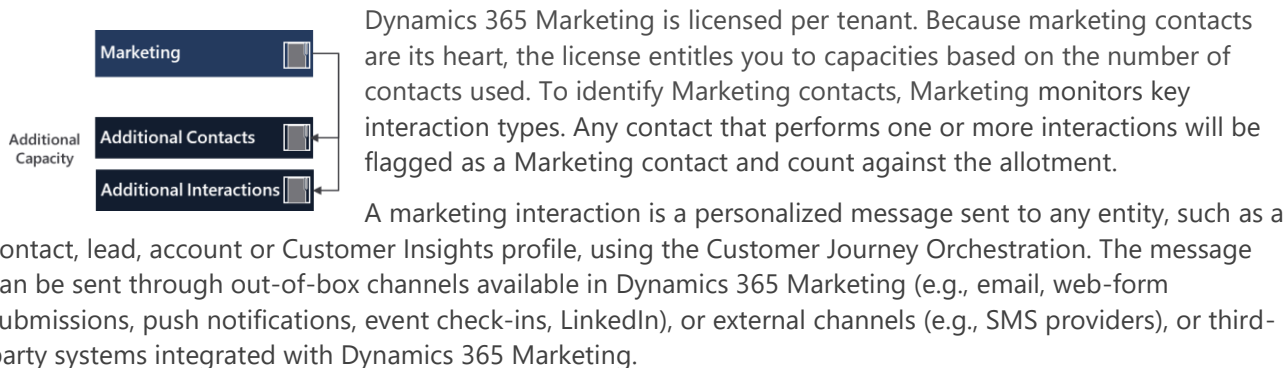 Marketing
Additional
Capacity
Additional Contacts
Additional Interactions
Dynamics 365 Marketing is licensed per tenant. Because marketing contacts
are its heart, the license entitles you to capacities based on the number of
contacts used. To identify Marketing contacts, Marketing monitors key
interaction types. Any contact that performs one or more interactions will be
flagged as a Marketing contact and count against the allotment.
A marketing interaction is a personalized message sent to any entity, such as a
ontact, lead, account or Customer Insights profile, using the Customer Journey Orchestration. The message
an be sent through out-of-box channels available in Dynamics 365 Marketing (e.g., email, web-form
ubmissions, push notifications, event check-ins, LinkedIn), or external channels (e.g., SMS providers), or third-
party systems integrated with Dynamics 365 Marketing.